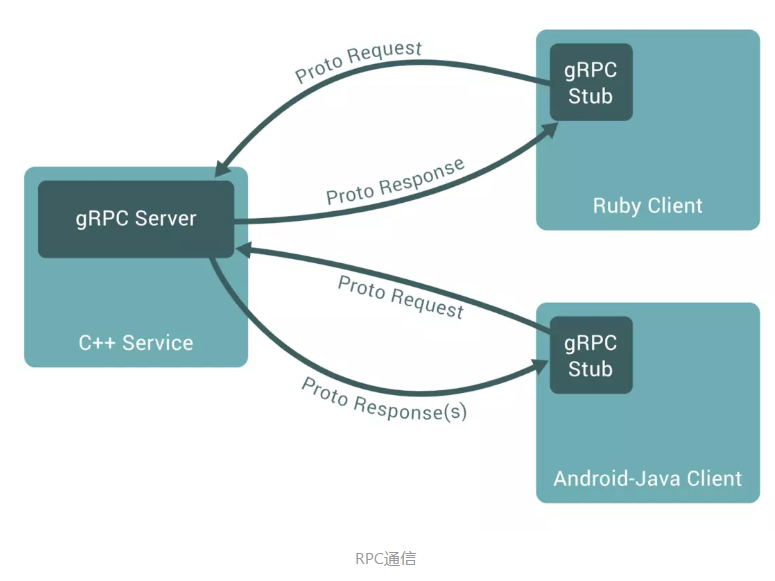 Proto Request
gRPC
Stub
Proto Response
Ruby Client
gRPC Server
Proto Request
C++ Service
gRPC
Stub
Proto Response(s)
Android-Java Client
RPC通信